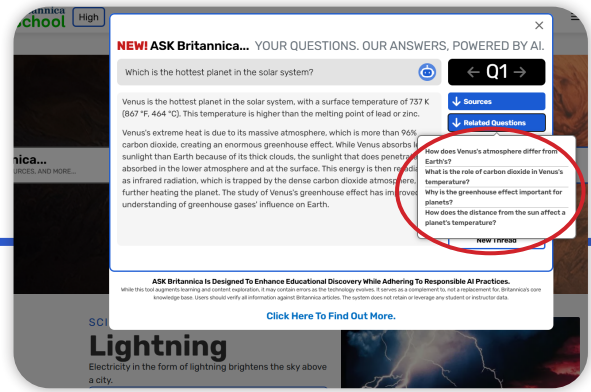 annica
School
High
NEW! ASK Britannica... YOUR QUESTIONS. OUR ANSWERS, POWERED BY AI.
Which is the hottest planet in the solar system?
← Q1 →
Venus is the hottest planet in the solar system, with a surface temperature of 737 K
(867 °F, 464 °C). This temperature is higher than the melting point of lead or zinc.
Venus's extreme heat is due to its massive atmosphere, which is more than 96%
carbon dioxide, creating an enormous greenhouse effect. While Venus absorbs
sunlight than Earth because of its thick clouds, the sunlight that does
absorbed in the lower atmosphere and at the surface. This energy is then
as infrared radiation, which is trapped by the dense carbon dioxide atmosphere,
further heating the planet. The study of Venus's greenhouse effect has improved
understanding of greenhouse gases' influence on Earth.
Sources
Related Questions
How does Venus's atmosphere differ from
Earth's?
What is the role of carbon dioxide in Venus's
temperature?
Why is the greenhouse effect important for
planets?
How does the distance from the sun affect a
planet's temperature?
New Thread
nica...
URCES, AND MORE...
ASK Britannica Is Designed To Enhance Educational Discovery While Adhering To Responsible AI Practices.
While this tool augments learning and content exploration, it may contain errors as the technology evolves. It serves as a complement to, not a replacement for, Britannica's core
knowledge base. Users should verify all information against Britannica articles. The system does not retain or leverage any student or instructor data.
Click Here To Find Out More.
SCI
Lightning
Electricity in the form of lightning brightens the sky above
a city.